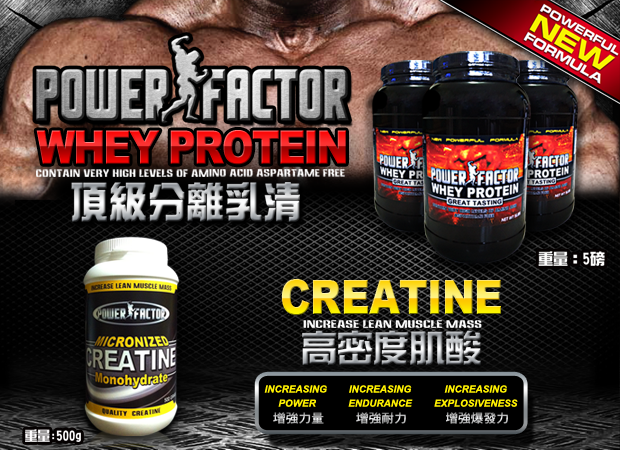 POWERFUL
NEW
FORMULA
POWER FACTOR
WHEY PROTEIN
CONTAIN VERY HIGH LEVELS OF AMINO ACID ASPARTAME FREE
頂級分離乳清
POWERFUL FORMULA
POWER FACTOR
WHEY PROTEIN
GREAT TASTING
重量：5磅
INCREASE LEAN MUSCLE MASS
POWER FACTOR
MICRONIZED
CREATINE
Monohydrate
QUALITY CREATINE
重量:500g
CREATINE
INCREASE LEAN MUSCLE MASS
高密度肌酸
INCREASING POWER
增強力量
INCREASING ENDURANCE
增強耐力
INCREASING EXPLOSIVENESS
增強爆發力